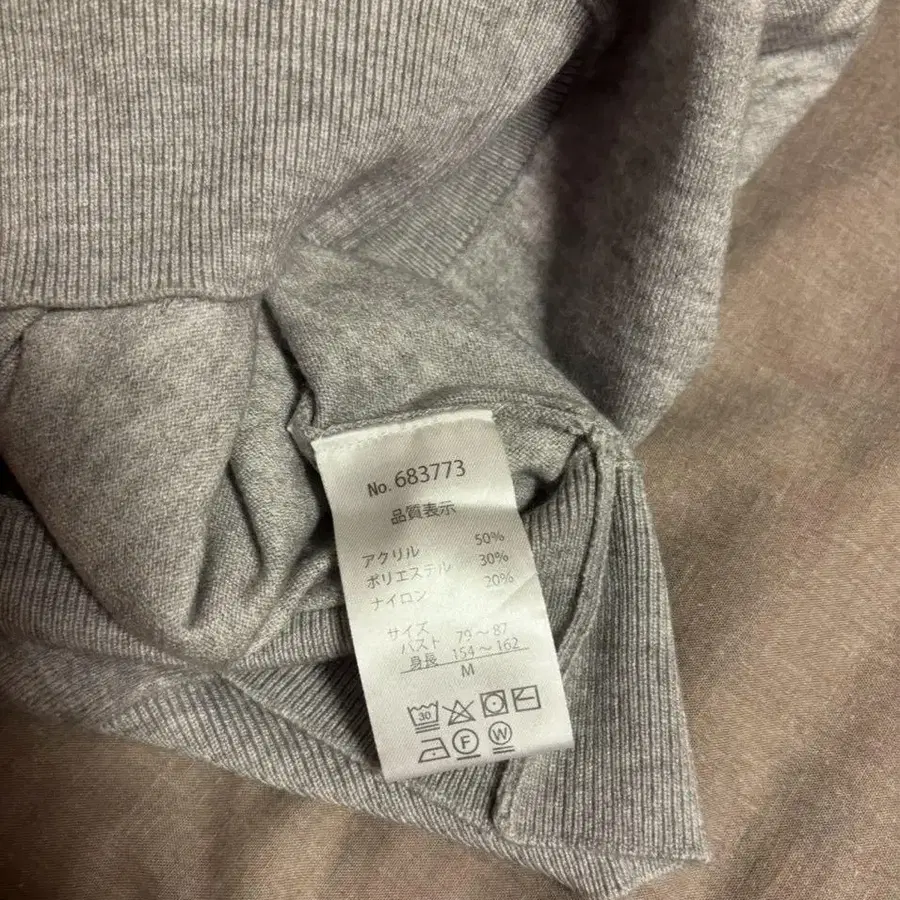 No. 683773
品質表示
アクリル 50%
ポリエステル 30%
ナイロン 20%
サイズ
バスト 79～87
身長 154～162
M
30
F W